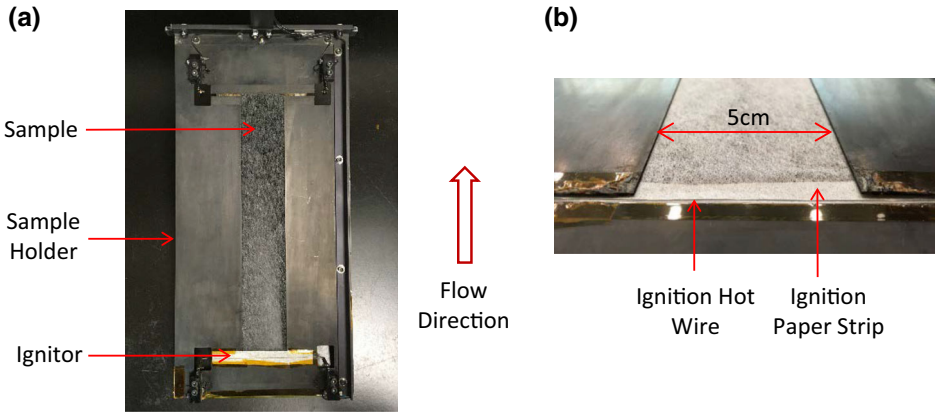 (a)
Sample
Sample
Holder
Ignitor
Flow
Direction
(b)
5cm
Ignition Hot
Wire
Ignition
Paper Strip